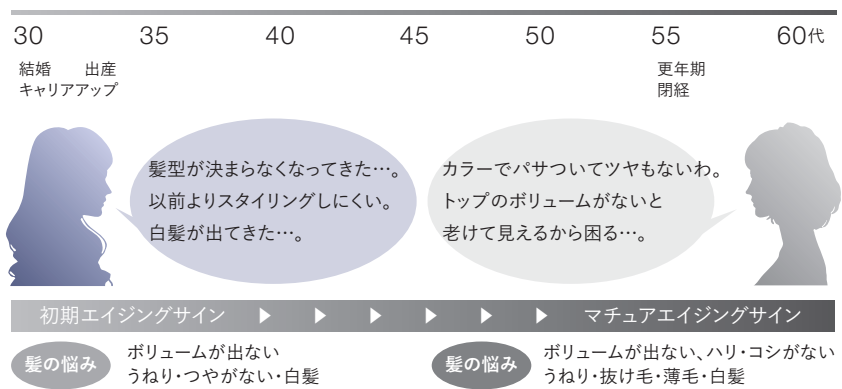 30 35 40 45 50 55 60代
結婚 出産
キャリアアップ
更年期
閉経
髪型が決まらなくなってきた…。
以前よりスタイリングしにくい。
白髪が出てきた…。
カラーでパサついてツヤもないわ。
トップのボリュームがないと
老けて見えるから困る…。
初期エイジングサイン ▶ ▶ ▶ ▶ ▶ ▶ マチュアエイジングサイン
髪の悩み
ボリュームが出ない
うねり・つやがない・白髪
髪の悩み
ボリュームが出ない、ハリ・コシがない
うねり・抜け毛・薄毛・白髪